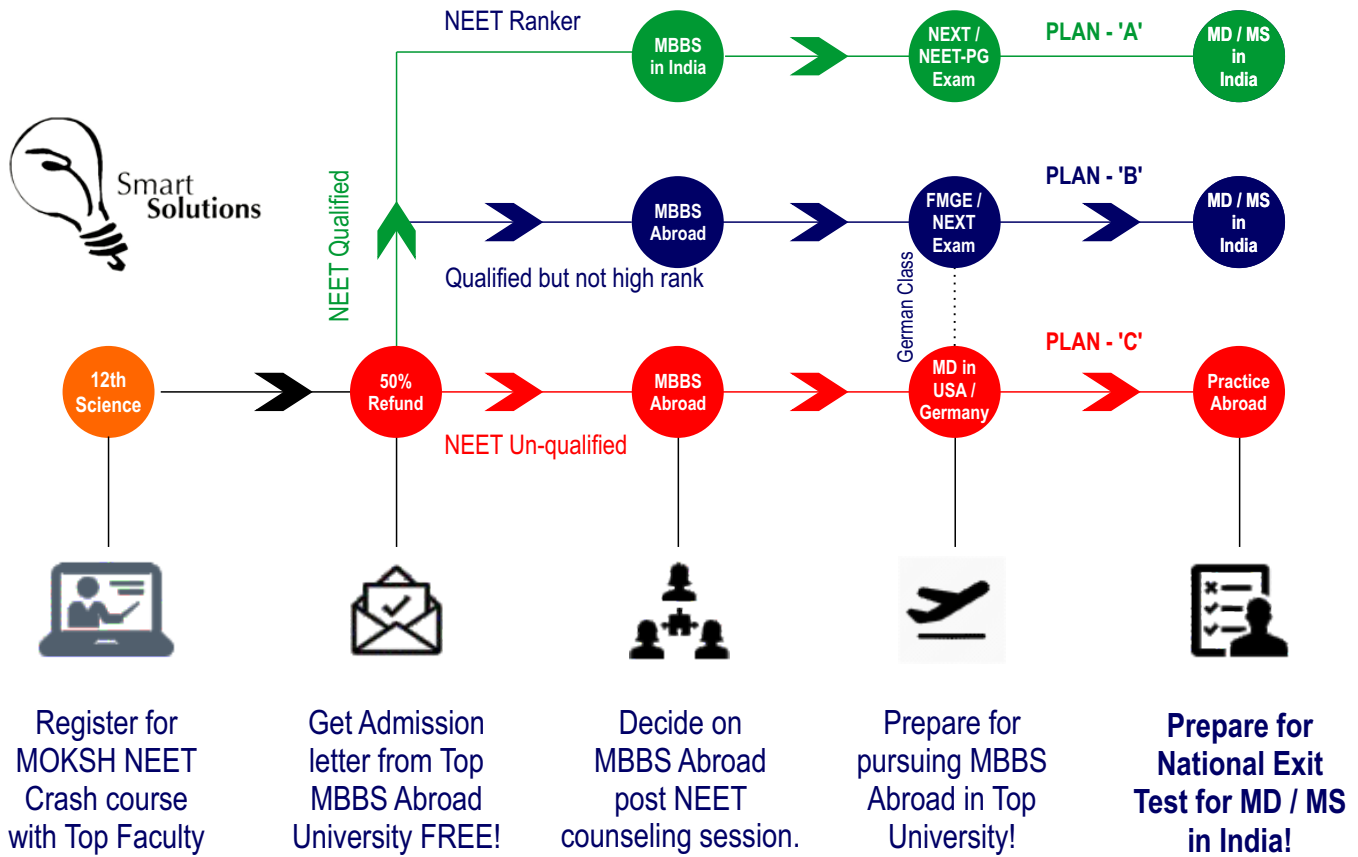 NEET Ranker
MBBS
in India
NEXT /
NEET-PG
Exam
PLAN - 'A'
MD / MS
in
India
Smart
Solutions
NEET Qualified
MBBS
Abroad
FMGE /
NEXT
Exam
PLAN - 'B'
MD / MS
in
India
Qualified but not high rank
German Class
12th
Science
50%
Refund
MBBS
Abroad
MD in
USA /
Germany
PLAN - 'C'
Practice
Abroad
NEET Un-qualified
Register for
MOKSH NEET
Crash course
with Top Faculty
Get Admission
letter from Top
MBBS Abroad
University FREE!
Decide on
MBBS Abroad
post NEET
counseling session.
Prepare for
pursuing MBBS
Abroad in Top
University!
Prepare for
National Exit
Test for MD / MS
in India!